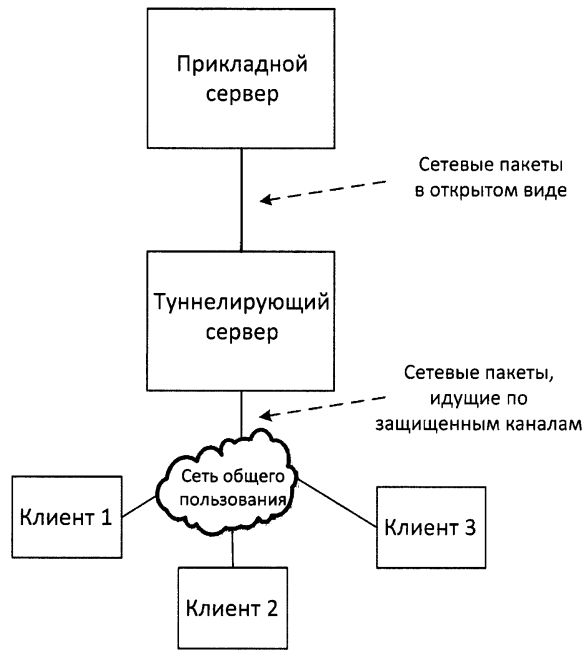 Прикладной
сервер
Сетевые пакеты
в открытом виде
Туннелирующий
сервер
Сетевые пакеты,
идущие по
защищенным каналам
Сеть общего
пользования
Клиент 1
Клиент 3
Клиент 2